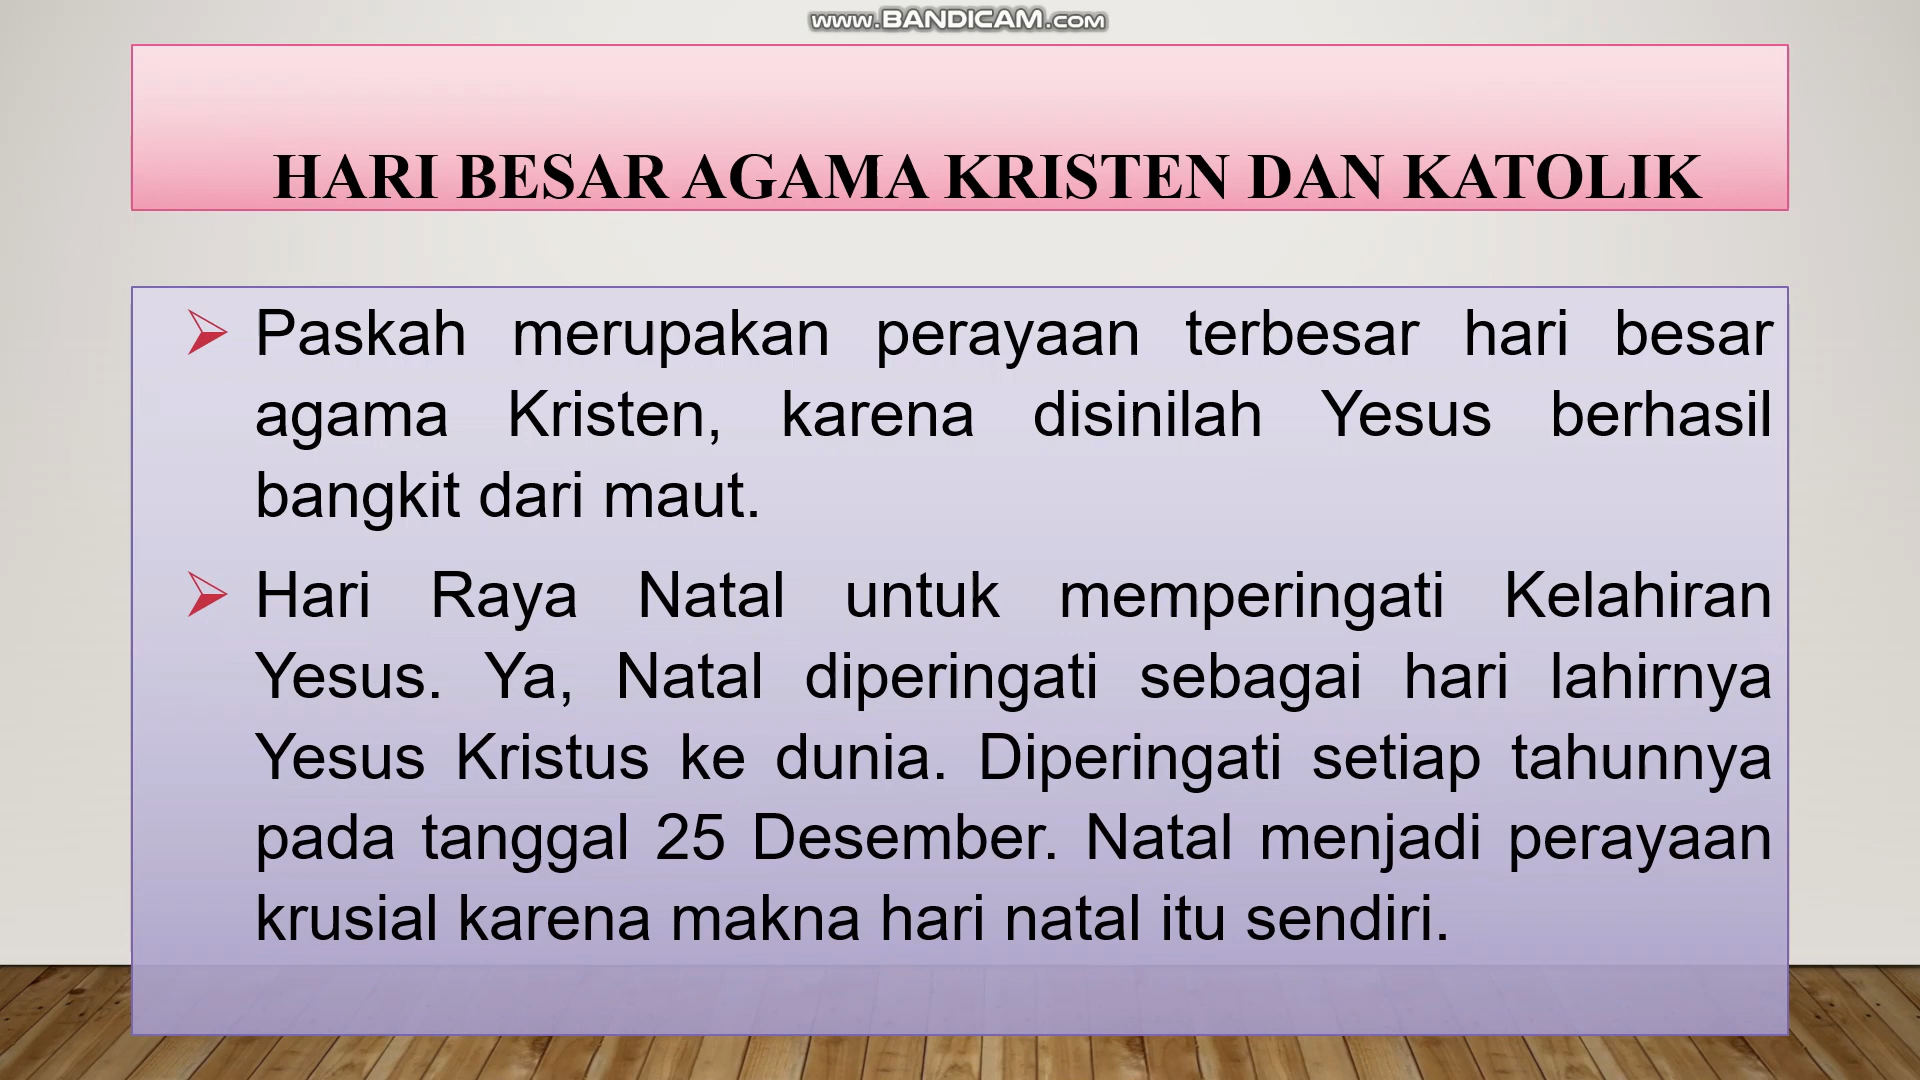 www.BANDICAM.com
HARI BESAR AGAMA KRISTEN DAN KATOLIK
Paskah merupakan perayaan terbesar hari besar
agama Kristen, karena disinilah Yesus berhasil
bangkit dari maut.
Hari Raya Natal untuk memperingati Kelahiran
Yesus. Ya, Natal diperingati sebagai hari lahirnya
Yesus Kristus ke dunia. Diperingati setiap tahunnya
pada tanggal 25 Desember. Natal menjadi perayaan
krusial karena makna hari natal itu sendiri.